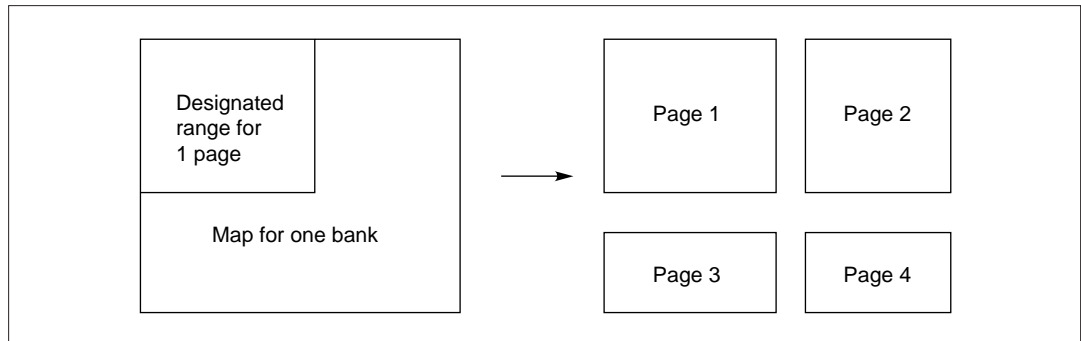 Designated
range for
1 page
Map for one bank
Page 1
Page 2
Page 3
Page 4